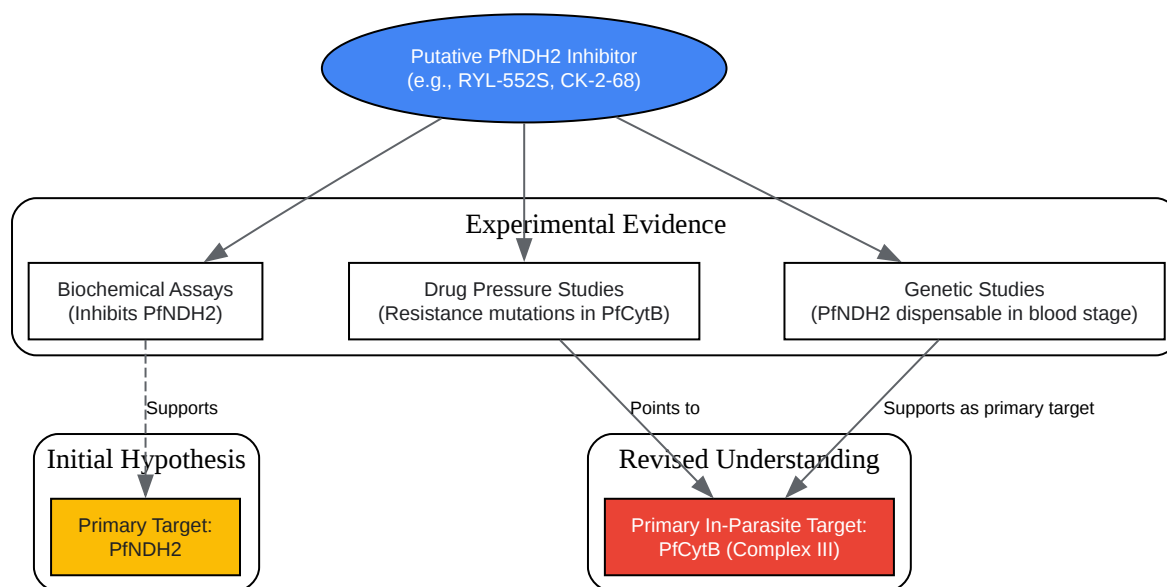 Putative PfNDH2 Inhibitor
(e.g., RYL-552S, CK-2-68)
Experimental Evidence
Biochemical Assays
(Inhibits PfNDH2)
Drug Pressure Studies
(Resistance mutations in PfCytB)
Genetic Studies
(PfNDH2 dispensable in blood stage)
Supports
Points to
Supports as primary target
Initial Hypothesis
Primary Target:
PfNDH2
Revised Understanding
Primary In-Parasite Target:
PfCytB (Complex III)